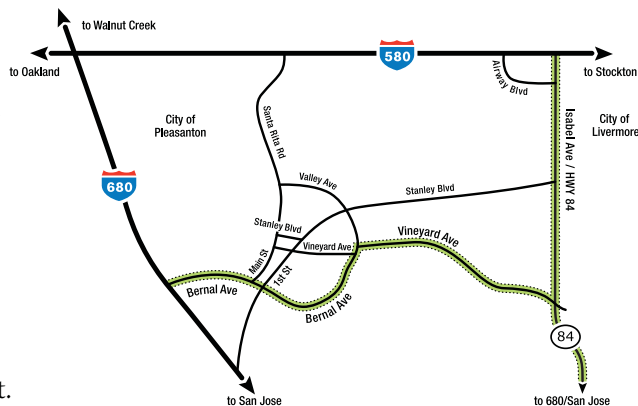 to Walnut Creek
580
to Oakland
to Stockton
Airway Blvd
City of
Pleasanton
Santa Rita Rd
Isabel Ave / HWY 84
City of
Livermore
680
Valley Ave
Stanley Blvd
Stanley Blvd
Vineyard Ave
Vineyard Ave
Main St
1st St
Bernal Ave
Bernal Ave
84
t.
to San Jose
to 680/San Jose